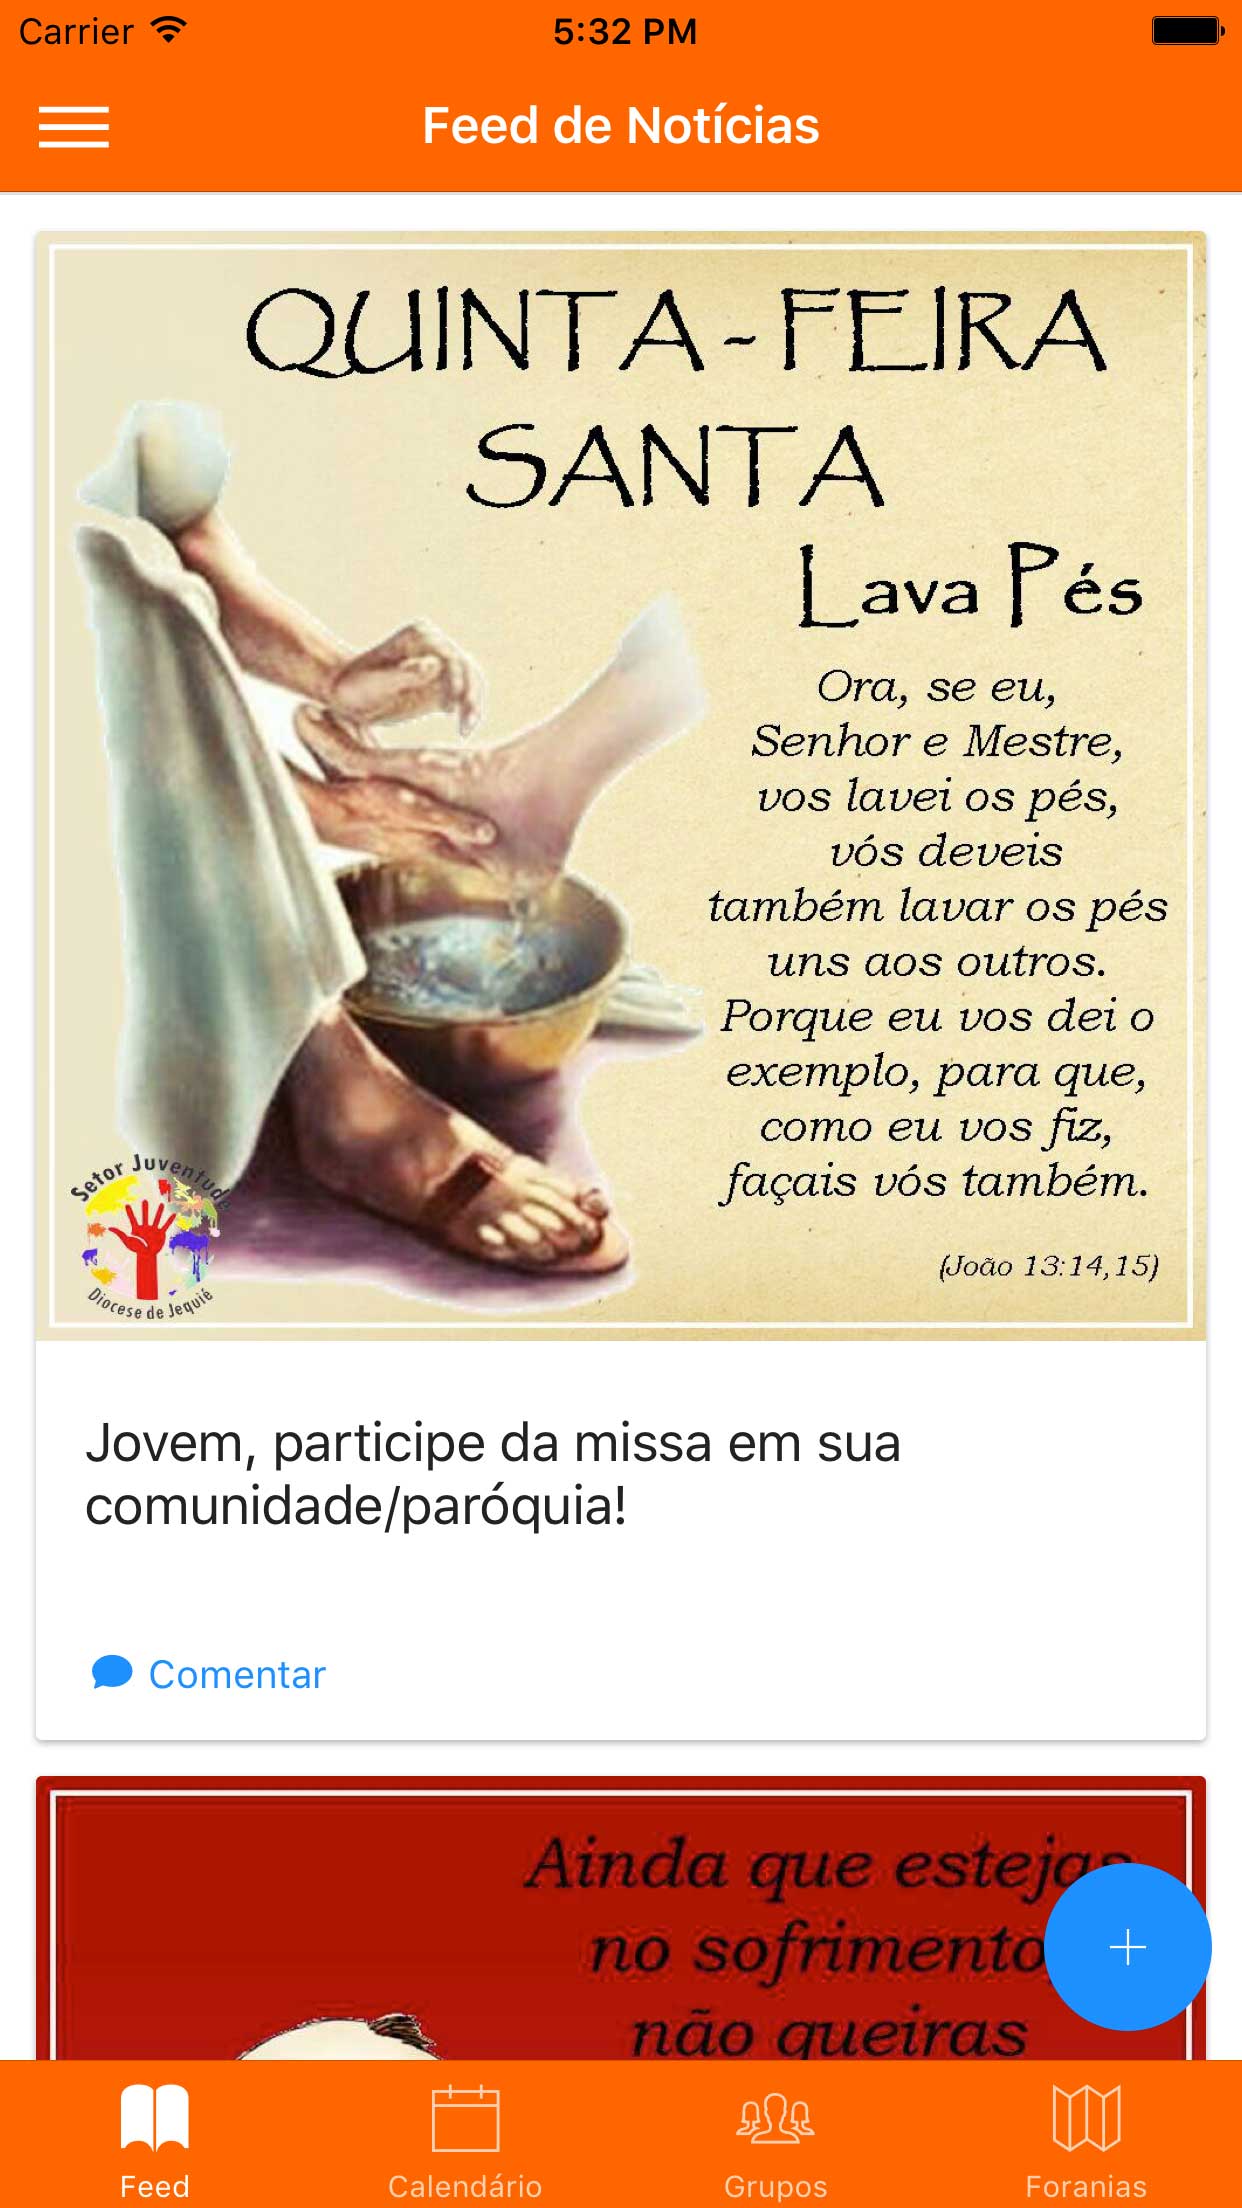 Carrier
5:32 PM
Feed de Notícias
QUINTA-FEIRA
SANTA
Lava Pés
Ora, se eu,
Senhor e Mestre,
vos lavei os pés,
vós deveis
também lavar os pés
uns aos outros.
Porque eu vos dei o
exemplo, para que,
como eu vos fiz,
façais vós também.
(João 13:14,15)
Setor Juventude
Diocese de Jequié
Jovem, participe da missa em sua
comunidade/paróquia!
Comentar
Ainda que estejas
no sofrimento
não queiras
Feed
Calendário
Grupos
Foranias